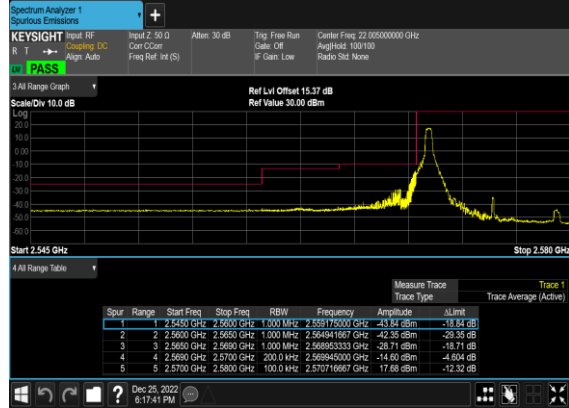 Spectrum Analyzer 1
Spurious Emissions
KEYSIGHT Input: RF Input Z: 50 Ω Atten: 30 dB Trig: Free Run Center Freq: 22.005000000 GHz
R T Coupling: DC Corr CCorr Gate: Off Avg|Hold: 100/100
Align: Auto Freq Ref: Int (S) IF Gain: Low Radio Std: None
LV PASS
3 All Range Graph
Ref Lvl Offset 15.37 dB
Scale/Div 10.0 dB Ref Value 30.00 dBm
Log
20.0
10.0
0.00
-10.0
-20.0
-30.0
-40.0
-50.0
-60.0
Start 2.545 GHz Stop 2.580 GHz
4 All Range Table
Measure Trace Trace 1
Trace Type Trace Average (Active)
Spur Range Start Freq Stop Freq RBW Frequency Amplitude ΔLimit
1 1 2.5450 GHz 2.5600 GHz 1.000 MHz 2.559175000 GHz -43.84 dBm -18.84 dB
2 2 2.5600 GHz 2.5650 GHz 1.000 MHz 2.564941667 GHz -42.35 dBm -29.35 dB
3 3 2.5650 GHz 2.5690 GHz 1.000 MHz 2.568953333 GHz -28.71 dBm -18.71 dB
4 4 2.5690 GHz 2.5700 GHz 200.0 kHz 2.569945000 GHz -14.60 dBm -4.604 dB
5 5 2.5700 GHz 2.5800 GHz 100.0 kHz 2.570716667 GHz 17.68 dBm -12.32 dB
? Dec 25, 2022
6:17:41 PM